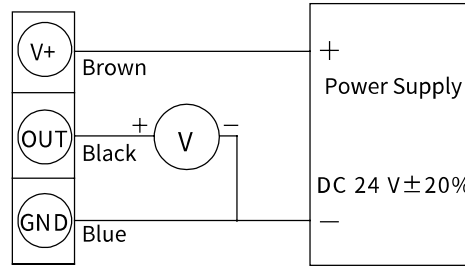 V+
Brown
+
Power Supply
OUT
+
V
−
Black
DC 24 V±20%
GND
−
Blue